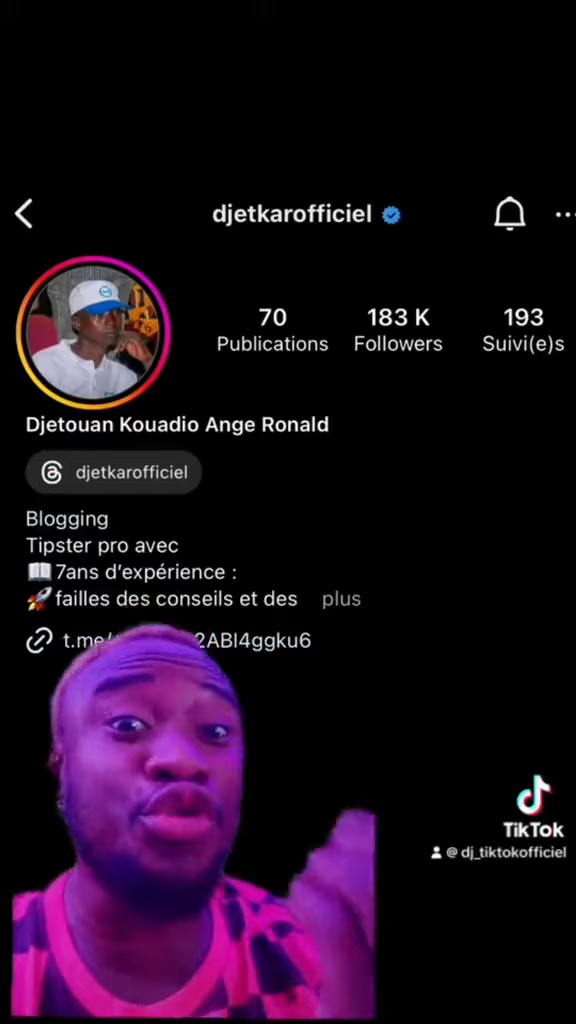 djetkarofficiel
70 183 K 193
Publications Followers Suivi(e)s
Djetouan Kouadio Ange Ronald
djetkarofficiel
Blogging
Tipster pro avec
📖7ans d’expérience :
🚀failles des conseils et des plus
t.me/ 2ABl4ggku6
TikTok
@ dj_tiktokofficiel